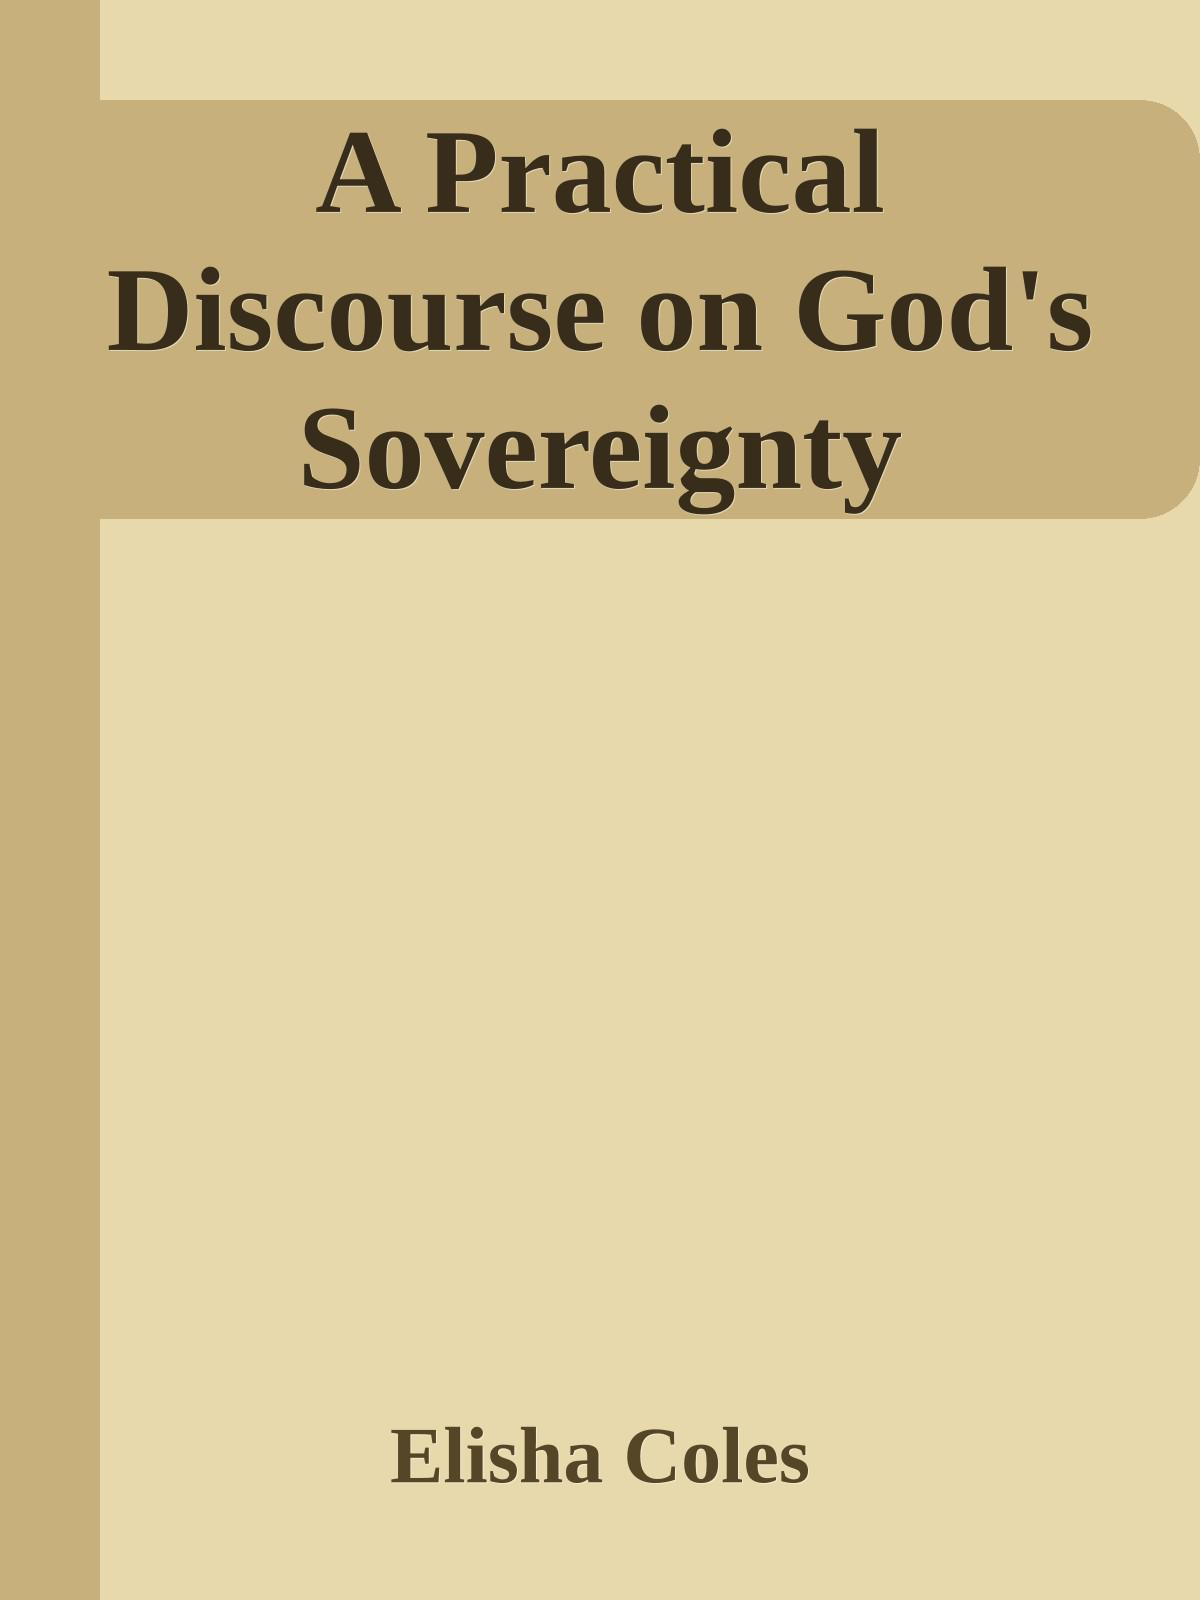 A Practical
Discourse on God's
Sovereignty
Elisha Coles